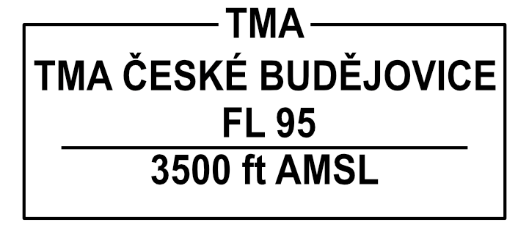 TMA
TMA ČESKÉ BUDĚJOVICE
FL 95
3500 ft AMSL